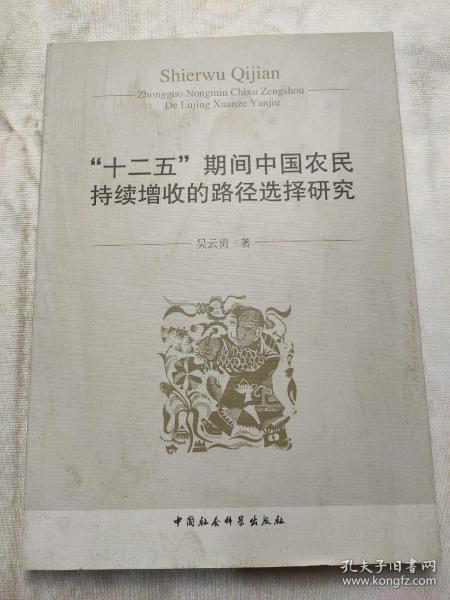 Shierwu Qijian
Zhongguo Nongmin Chixu Zengshou
De Lujing Xuanze Yanjiu
“十二五”期间中国农民
持续增收的路径选择研究
吴云勇 著
中国社会科学出版社
孔夫子旧书网
www.kongfz.com